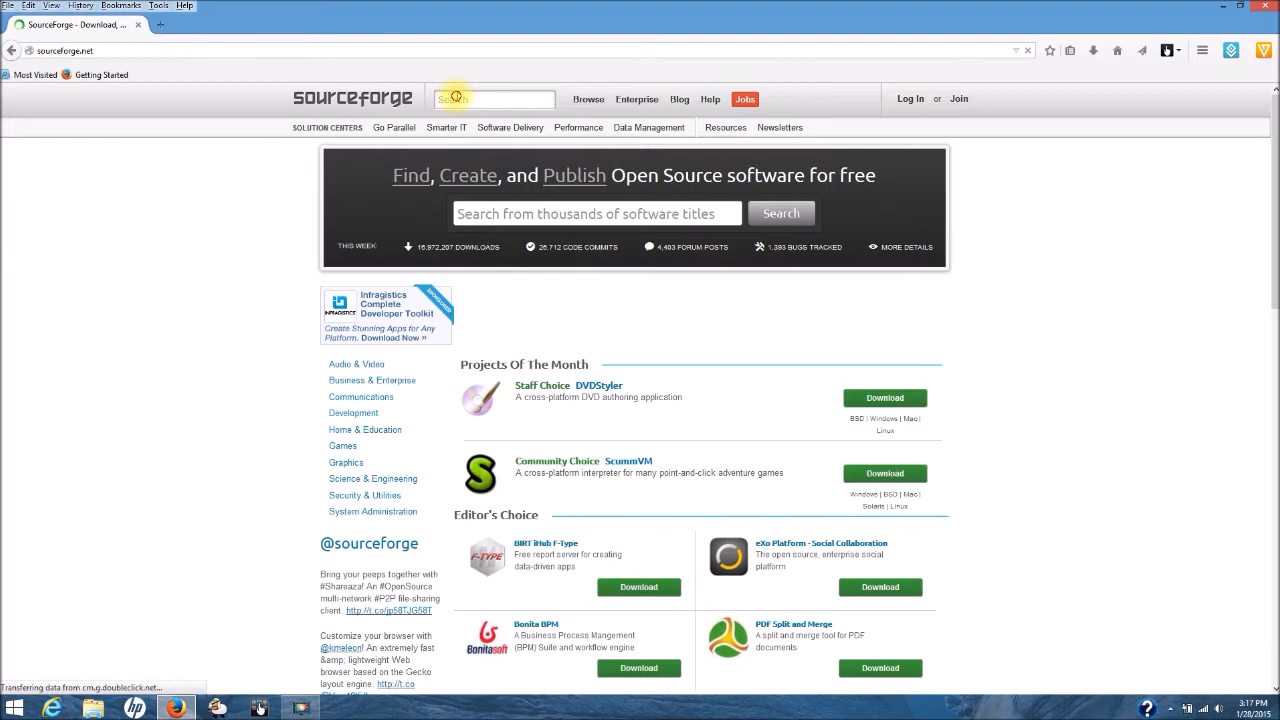 File Edit View History Bookmarks Tools Help
SourceForge - Download, ...
sourceforge.net
Most Visited Getting Started
sourceforge Search Browse Enterprise Blog Help Jobs Log In or Join
SOLUTION CENTERS Go Parallel Smarter IT Software Delivery Performance Data Management Resources Newsletters
Find, Create, and Publish Open Source software for free
Search from thousands of software titles Search
THIS WEEK: 16,972,207 DOWNLOADS 26,712 CODE COMMITS 4,403 FORUM POSTS 1,393 BUGS TRACKED MORE DETAILS
INFRAGISTICS
Infragistics
Complete
Developer Toolkit
SPONSORED
Create Stunning Apps for Any
Platform. Download Now »
Audio & Video
Business & Enterprise
Communications
Development
Home & Education
Games
Graphics
Science & Engineering
Security & Utilities
System Administration
@sourceforge
Bring your peeps together with
#Shareaza! An #OpenSource
multi-network #P2P file-sharing
client. http://t.co/jp58TJG58T
Customize your browser with
@kmeleon! An extremely fast
&amp; lightweight Web
browser based on the Gecko
layout engine. http://t.co
Projects Of The Month
Staff Choice DVDStyler
A cross-platform DVD authoring application
Download
BSD | Windows | Mac |
Linux
Community Choice ScummVM
A cross-platform interpreter for many point-and-click adventure games
Download
Windows | BSD | Mac |
Solaris | Linux
Editor's Choice
F-TYPE
BIRT iHub F-Type
Free report server for creating
data-driven apps
Download
eXo Platform - Social Collaboration
The open source, enterprise social
platform
Download
Bonitasoft
Bonita BPM
A Business Process Mangement
(BPM) Suite and workflow engine
Download
PDF Split and Merge
A split and merge tool for PDF
documents
Download
Transferring data from cm.g.doubleclick.net...
3:17 PM
1/28/2015